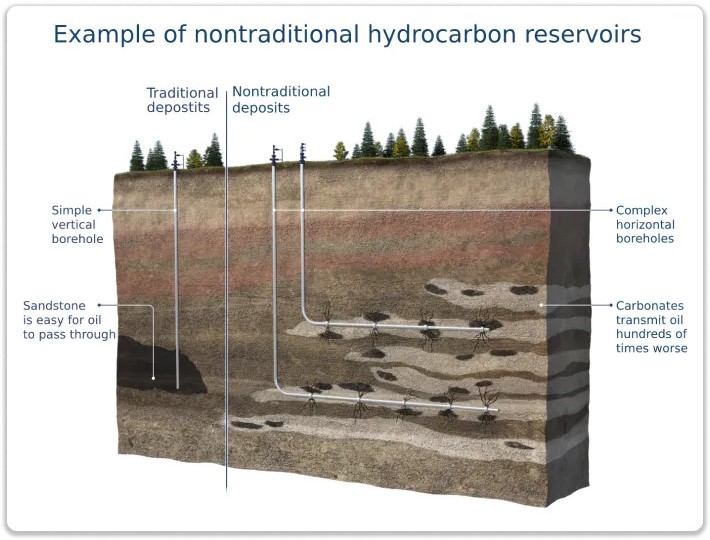 Example of nontraditional hydrocarbon reservoirs
Traditional
depostits
Nontraditional
deposits
Simple
vertical
borehole
Complex
horizontal
boreholes
Sandstone
is easy for oil
to pass through
Carbonates
transmit oil
hundreds of
times worse